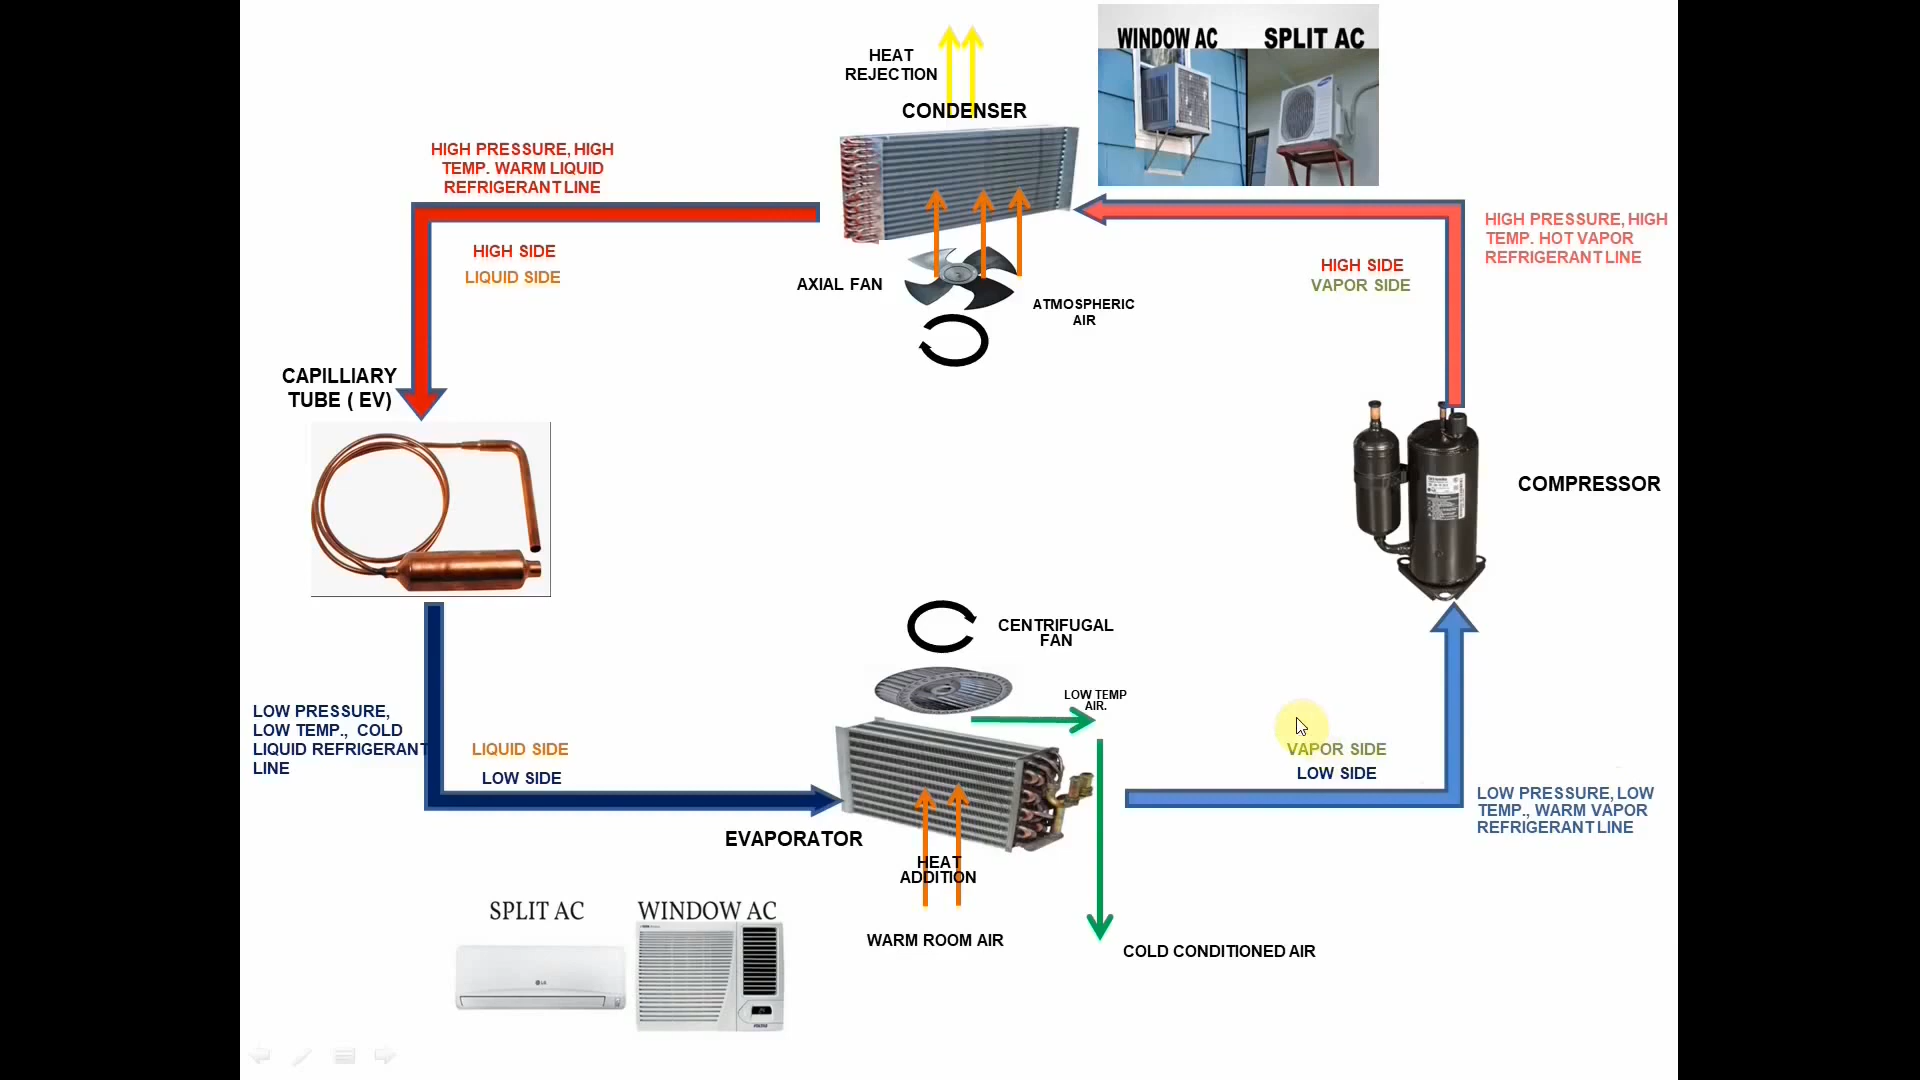 WINDOW AC
SPLIT AC
HEAT
REJECTION
CONDENSER
HIGH PRESSURE, HIGH
TEMP. WARM LIQUID
REFRIGERANT LINE
HIGH SIDE
LIQUID SIDE
AXIAL FAN
ATMOSPHERIC
AIR
HIGH SIDE
VAPOR SIDE
HIGH PRESSURE, HIGH
TEMP. HOT VAPOR
REFRIGERANT LINE
CAPILLIARY
TUBE ( EV)
COMPRESSOR
CENTRIFUGAL
FAN
LOW TEMP
AIR.
LOW PRESSURE,
LOW TEMP., COLD
LIQUID REFRIGERANT
LINE
LIQUID SIDE
LOW SIDE
VAPOR SIDE
LOW SIDE
LOW PRESSURE, LOW
TEMP., WARM VAPOR
REFRIGERANT LINE
EVAPORATOR
HEAT
ADDITION
WARM ROOM AIR
COLD CONDITIONED AIR
SPLIT AC
WINDOW AC
LG